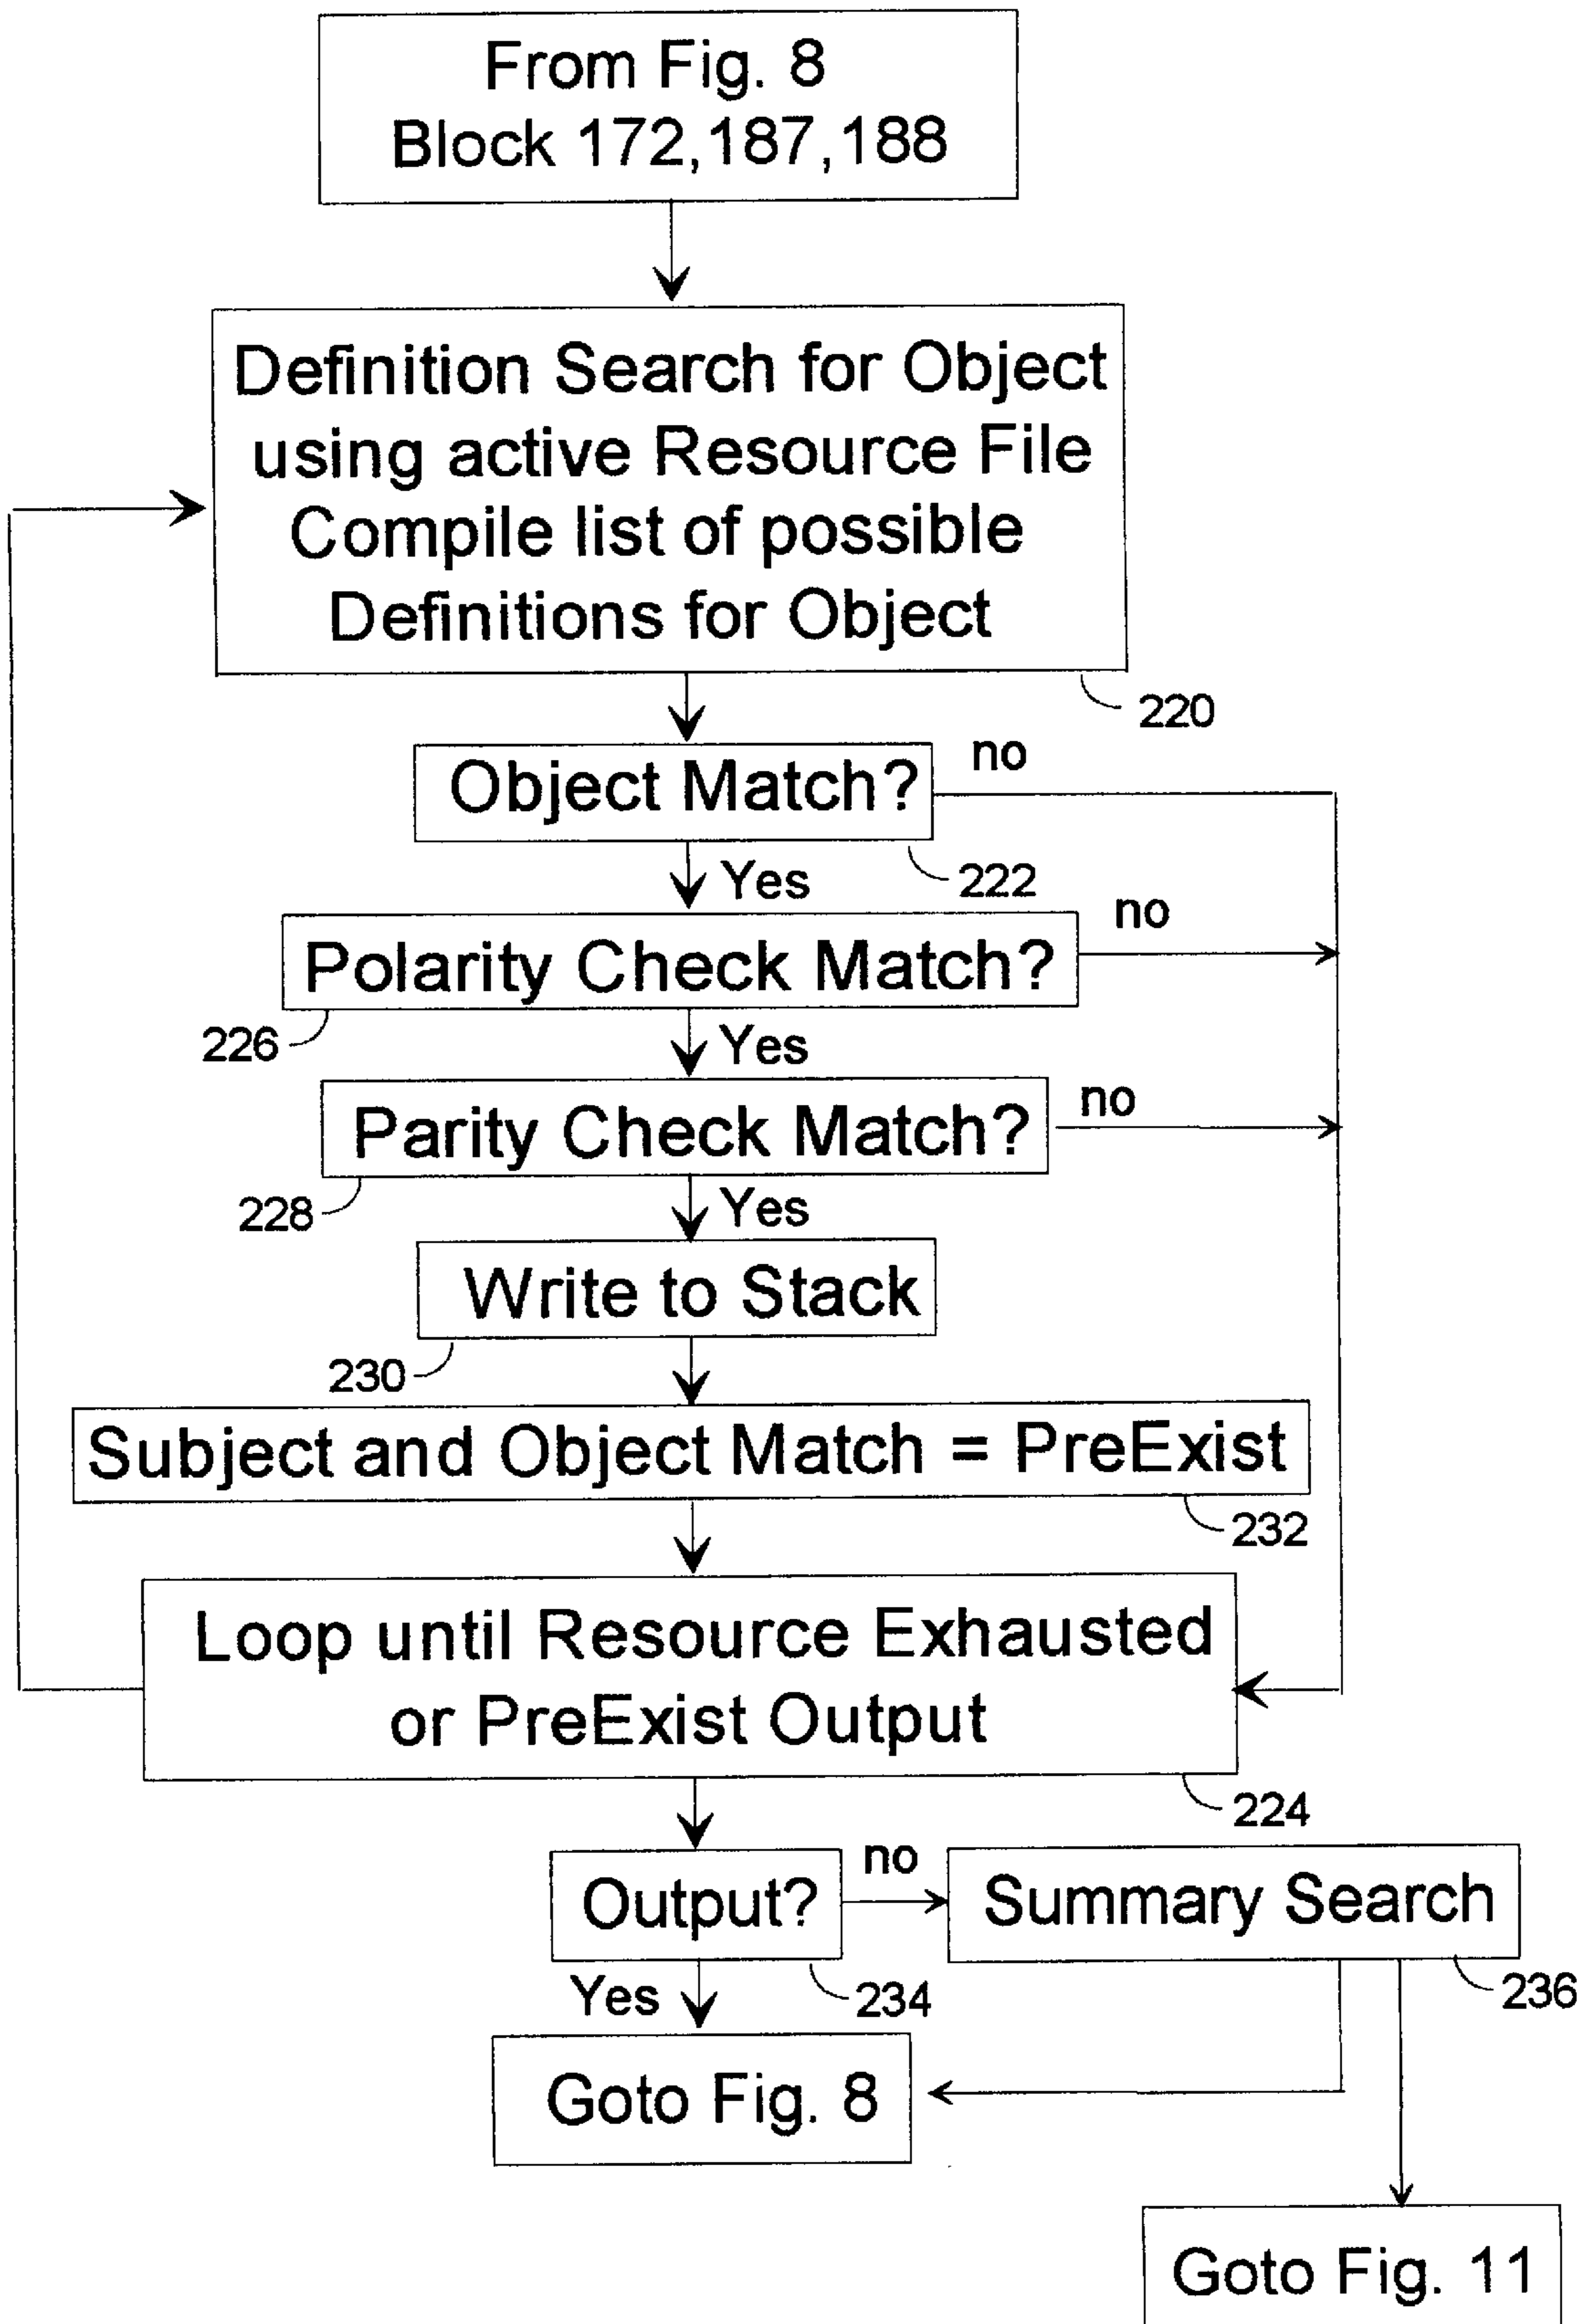 From Fig. 8
Block 172,187,188
Definition Search for Object
using active Resource File
Compile list of possible
Definitions for Object
220
Object Match?
no
222
Yes
Polarity Check Match?
no
226
Yes
Parity Check Match?
no
228
Yes
Write to Stack
230
Subject and Object Match = PreExist
232
Loop until Resource Exhausted
or PreExist Output
224
Output?
no
Summary Search
234
236
Yes
Goto Fig. 8
Goto Fig. 11